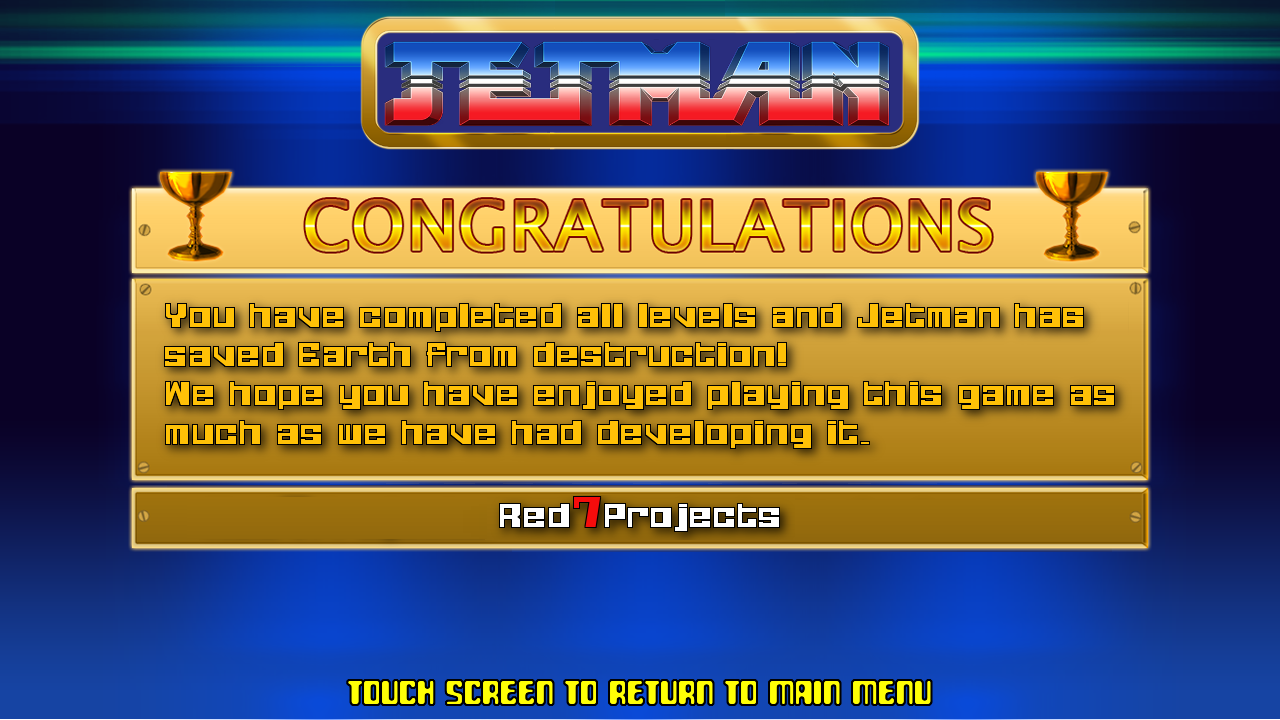 JETMAN
CONGRATULATIONS
You have completed all levels and Jetman has
saved Earth from destruction!
We hope you have enjoyed playing this game as
much as we have had developing it.
Red7Projects
TOUCH SCREEN TO RETURN TO MAIN MENU